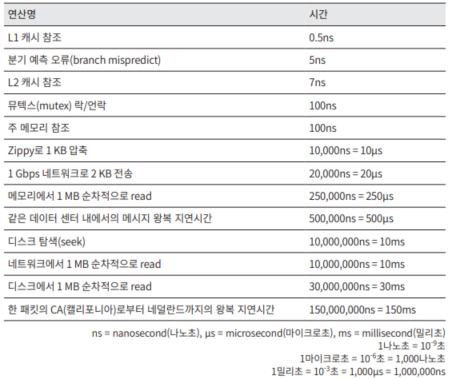 연산명 시간
L1 캐시 참조 0.5ns
분기 예측 오류(branch mispredict) 5ns
L2 캐시 참조 7ns
뮤텍스(mutex) 락/언락 100ns
주 메모리 참조 100ns
Zippy로 1 KB 압축 10,000ns = 10μs
1 Gbps 네트워크로 2 KB 전송 20,000ns = 20μs
메모리에서 1 MB 순차적으로 read 250,000ns = 250μs
같은 데이터 센터 내에서의 메시지 왕복 지연시간 500,000ns = 500μs
디스크 탐색(seek) 10,000,000ns = 10ms
네트워크에서 1 MB 순차적으로 read 10,000,000ns = 10ms
디스크에서 1 MB 순차적으로 read 30,000,000ns = 30ms
한 패킷의 CA(캘리포니아)로부터 네덜란드까지의 왕복 지연시간 150,000,000ns = 150ms
ns = nanosecond(나노초), μs = microsecond(마이크로초), ms = millisecond(밀리초)
1나노초 = 10⁻⁹초
1마이크로초 = 10⁻⁶초 = 1,000나노초
1밀리초 = 10⁻³초 = 1,000μs = 1,000,000ns